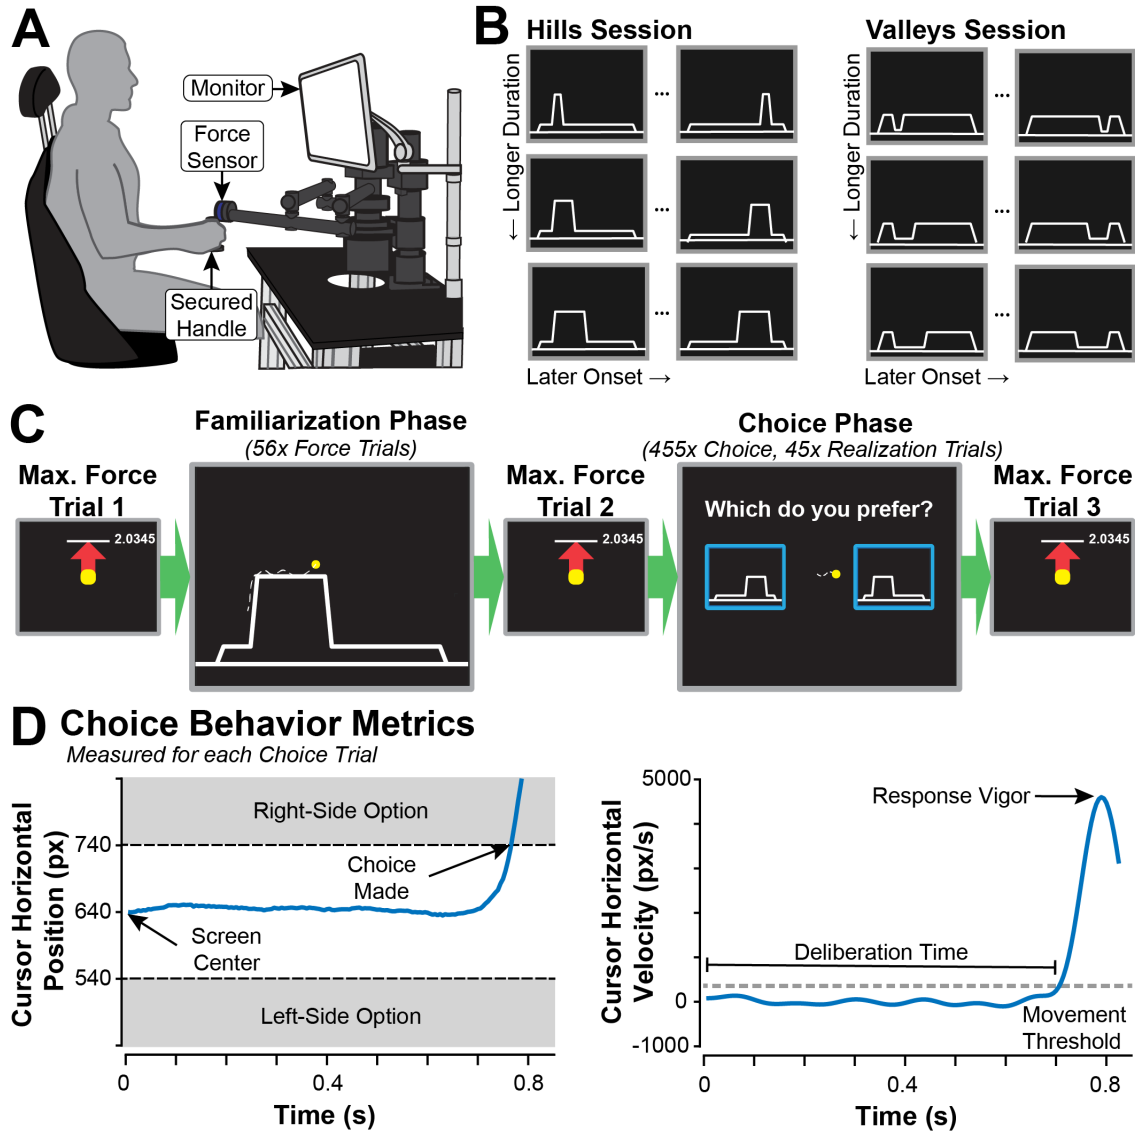 A
Monitor
Force
Sensor
Secured
Handle
B
Hills Session
Valleys Session
← Longer Duration
← Longer Duration
...
...
...
...
...
...
Later Onset →
Later Onset →
C
Familiarization Phase
(56x Force Trials)
Choice Phase
(455x Choice, 45x Realization Trials)
Max. Force
Trial 1
2.0345
Max. Force
Trial 2
2.0345
Which do you prefer?
Max. Force
Trial 3
2.0345
D Choice Behavior Metrics
Measured for each Choice Trial
Cursor Horizontal
Position (px)
740
640
540
Right-Side Option
Choice
Made
Screen
Center
Left-Side Option
0
0.4
0.8
Time (s)
Cursor Horizontal
Velocity (px/s)
5000
0
-1000
Response Vigor
Deliberation Time
Movement
Threshold
0
0.4
0.8
Time (s)